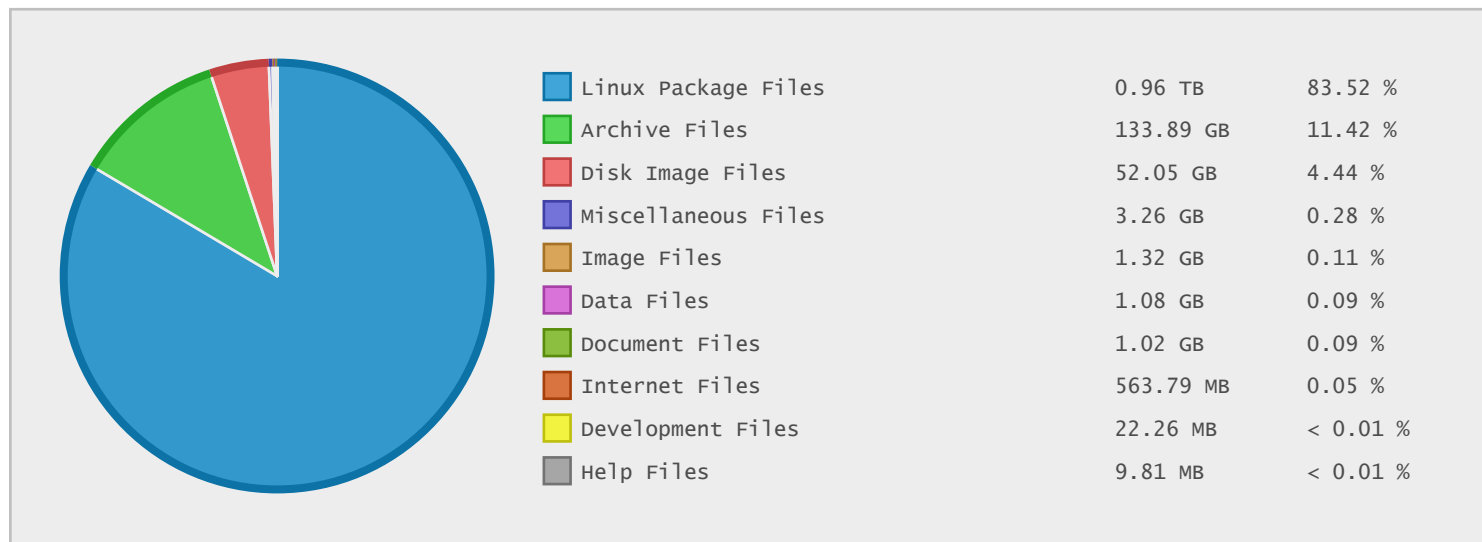 Linux Package Files 0.96 TB 83.52 %
Archive Files 133.89 GB 11.42 %
Disk Image Files 52.05 GB 4.44 %
Miscellaneous Files 3.26 GB 0.28 %
Image Files 1.32 GB 0.11 %
Data Files 1.08 GB 0.09 %
Document Files 1.02 GB 0.09 %
Internet Files 563.79 MB 0.05 %
Development Files 22.26 MB < 0.01 %
Help Files 9.81 MB < 0.01 %